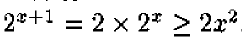 2^{x+1} = 2 × 2^x ≥ 2x^2.